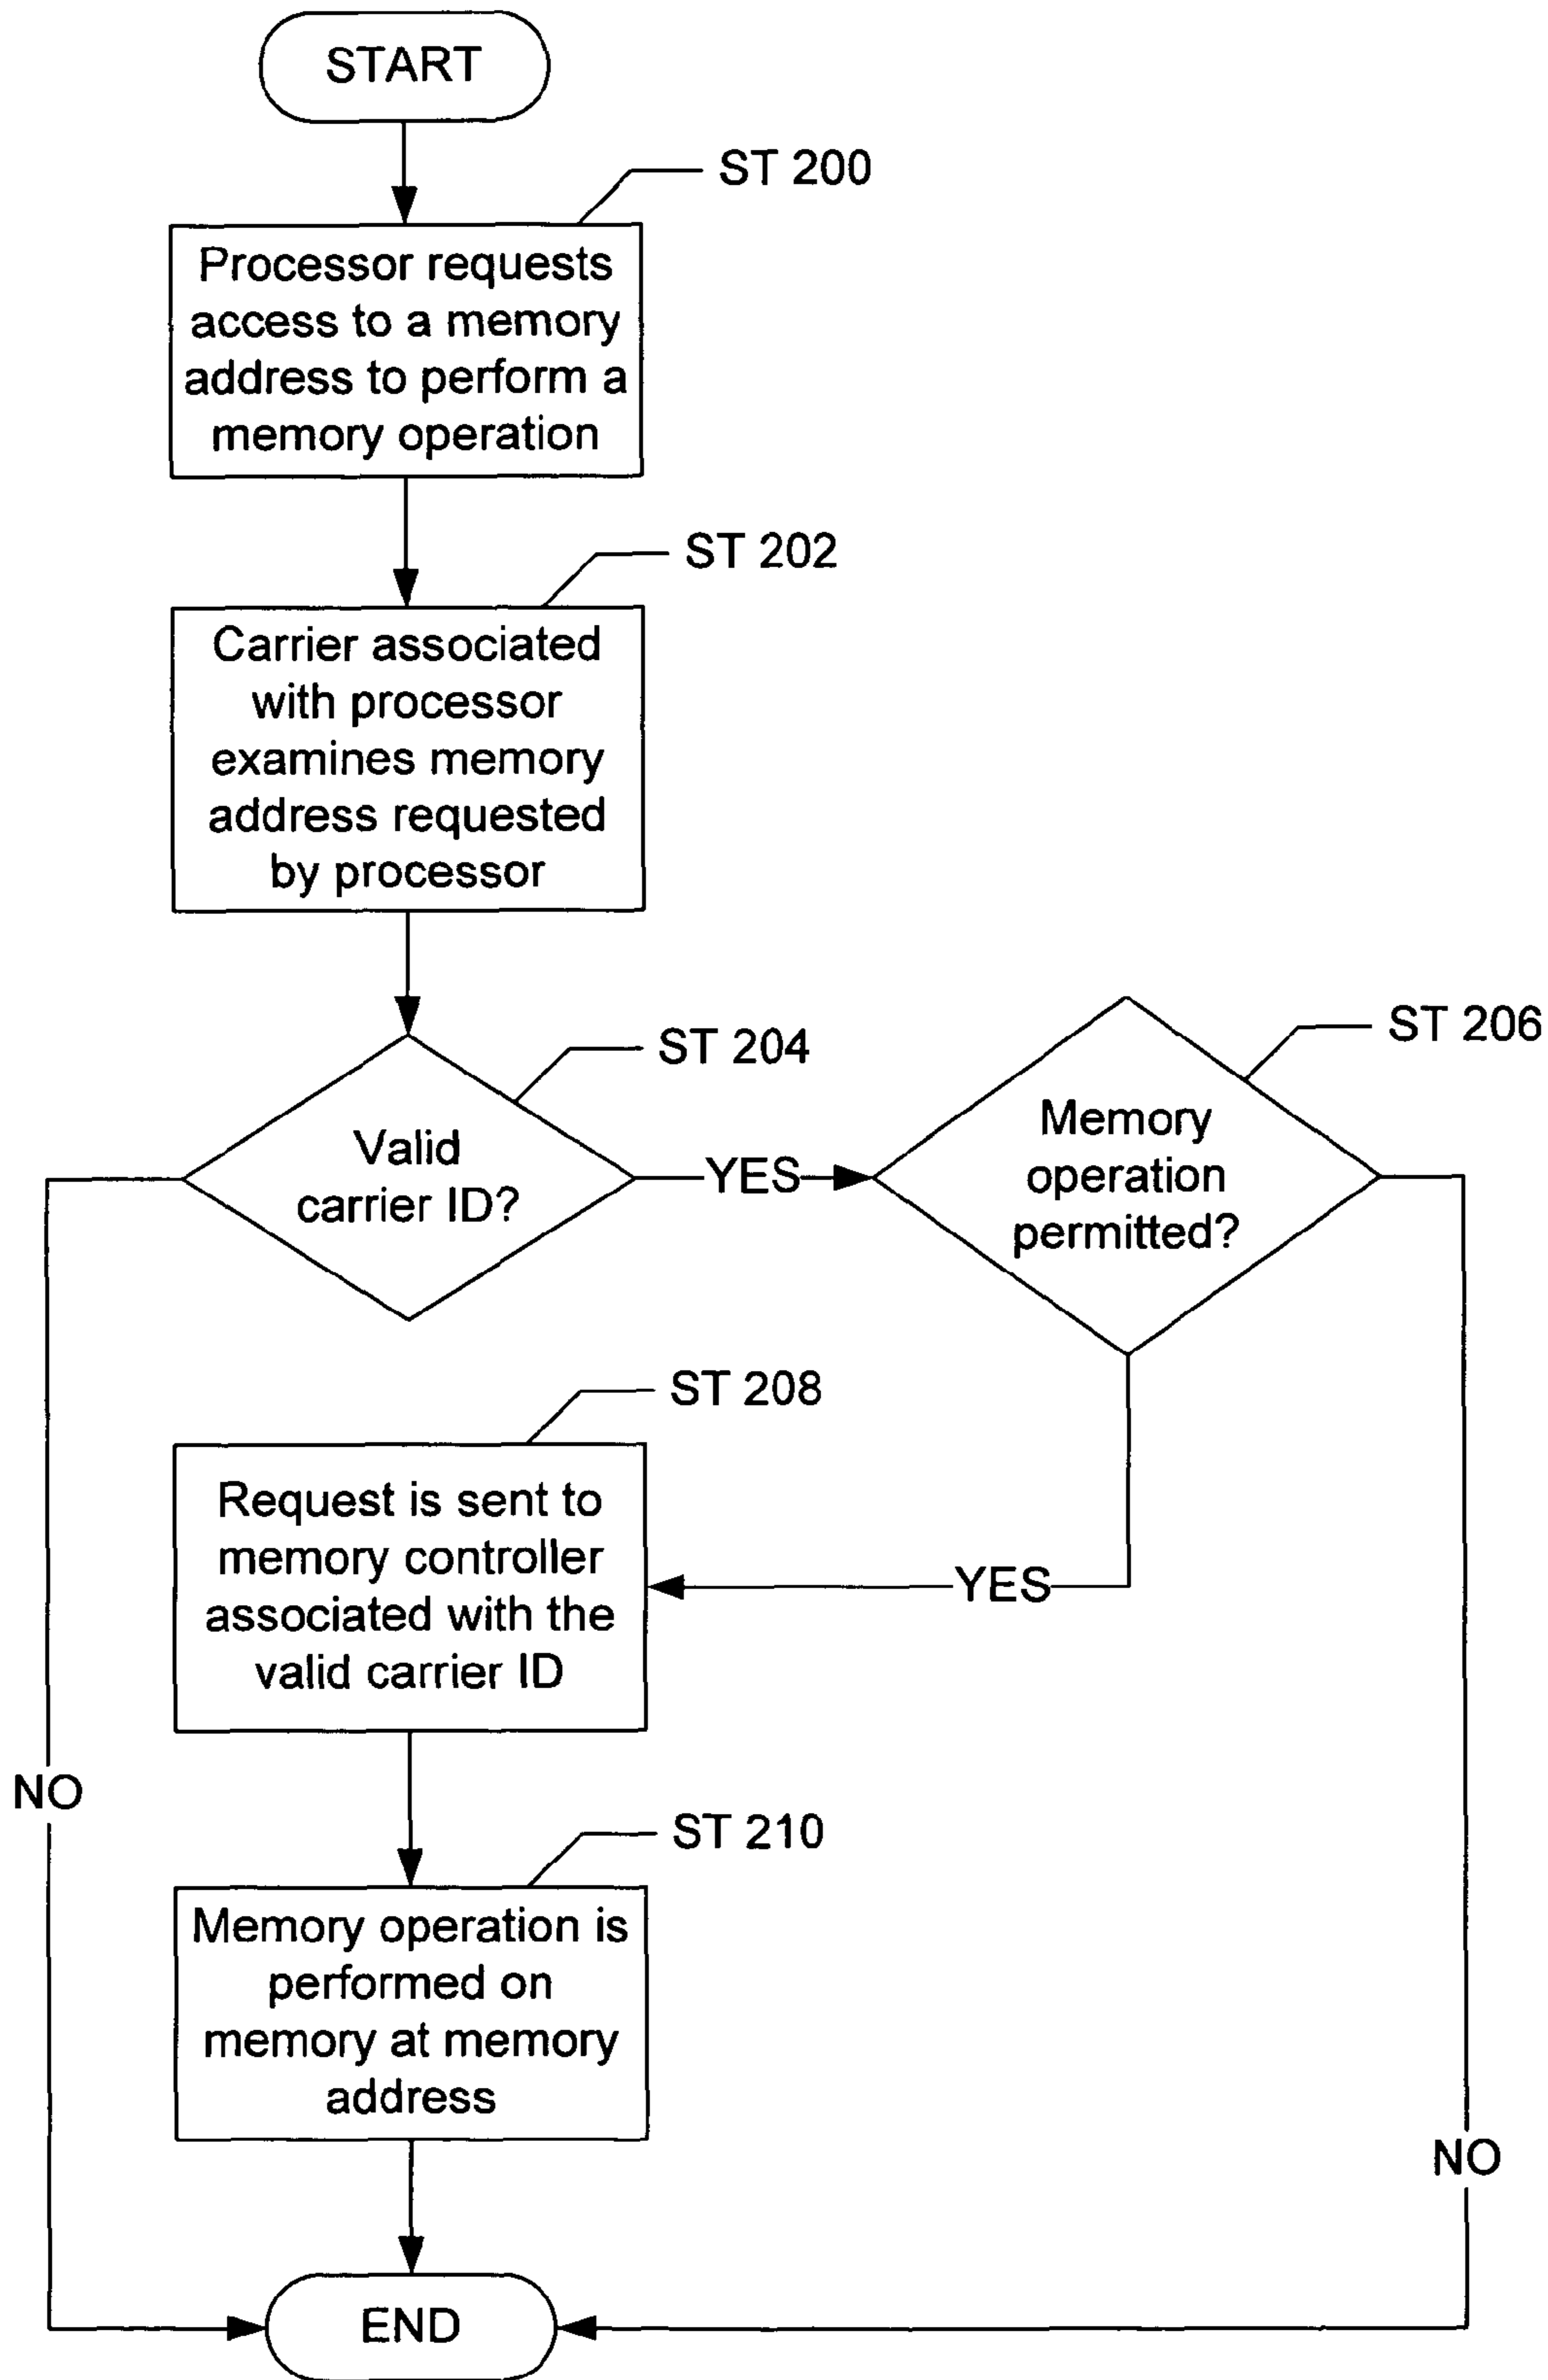 START
ST 200
Processor requests
access to a memory
address to perform a
memory operation
ST 202
Carrier associated
with processor
examines memory
address requested
by processor
ST 204
Valid
carrier ID?
YES
ST 206
Memory
operation
permitted?
ST 208
Request is sent to
memory controller
associated with the
valid carrier ID
YES
NO
ST 210
Memory operation is
performed on
memory at memory
address
NO
END